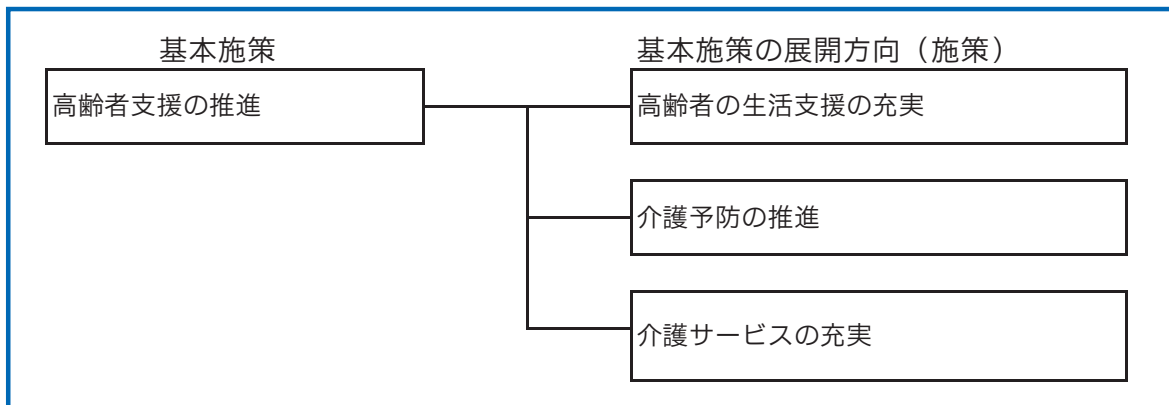 基本施策
基本施策の展開方向（施策）
高齢者支援の推進
高齢者の生活支援の充実
介護予防の推進
介護サービスの充実